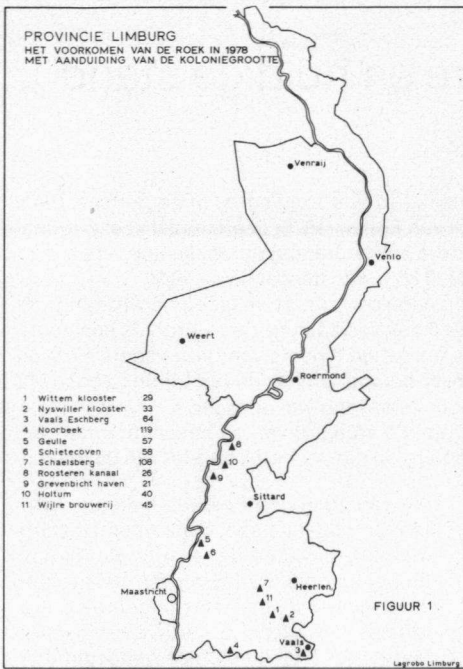 PROVINCIE LIMBURG
HET VOORKOMEN VAN DE ROEK IN 1978
MET AANDUIDING VAN DE KOLONIEGROOTTE
Venraij
Venlo
Weert
Roermond
1 Wittem klooster 29
2 Nyswiller klooster 33
3 Vaals Eschberg 64
4 Noorbeek 119
5 Geulle 57
6 Schietecoven 58
7 Schaelsberg 108
8 Roosteren kanaal 26
9 Grevenbicht haven 21
10 Holtum 40
11 Wijlre brouwerij 45
8
10
9
Sittard
5
6
Maastricht
7
Heerlen
11
1
2
FIGUUR 1
4
Vaals
3
Lagrobo Limburg